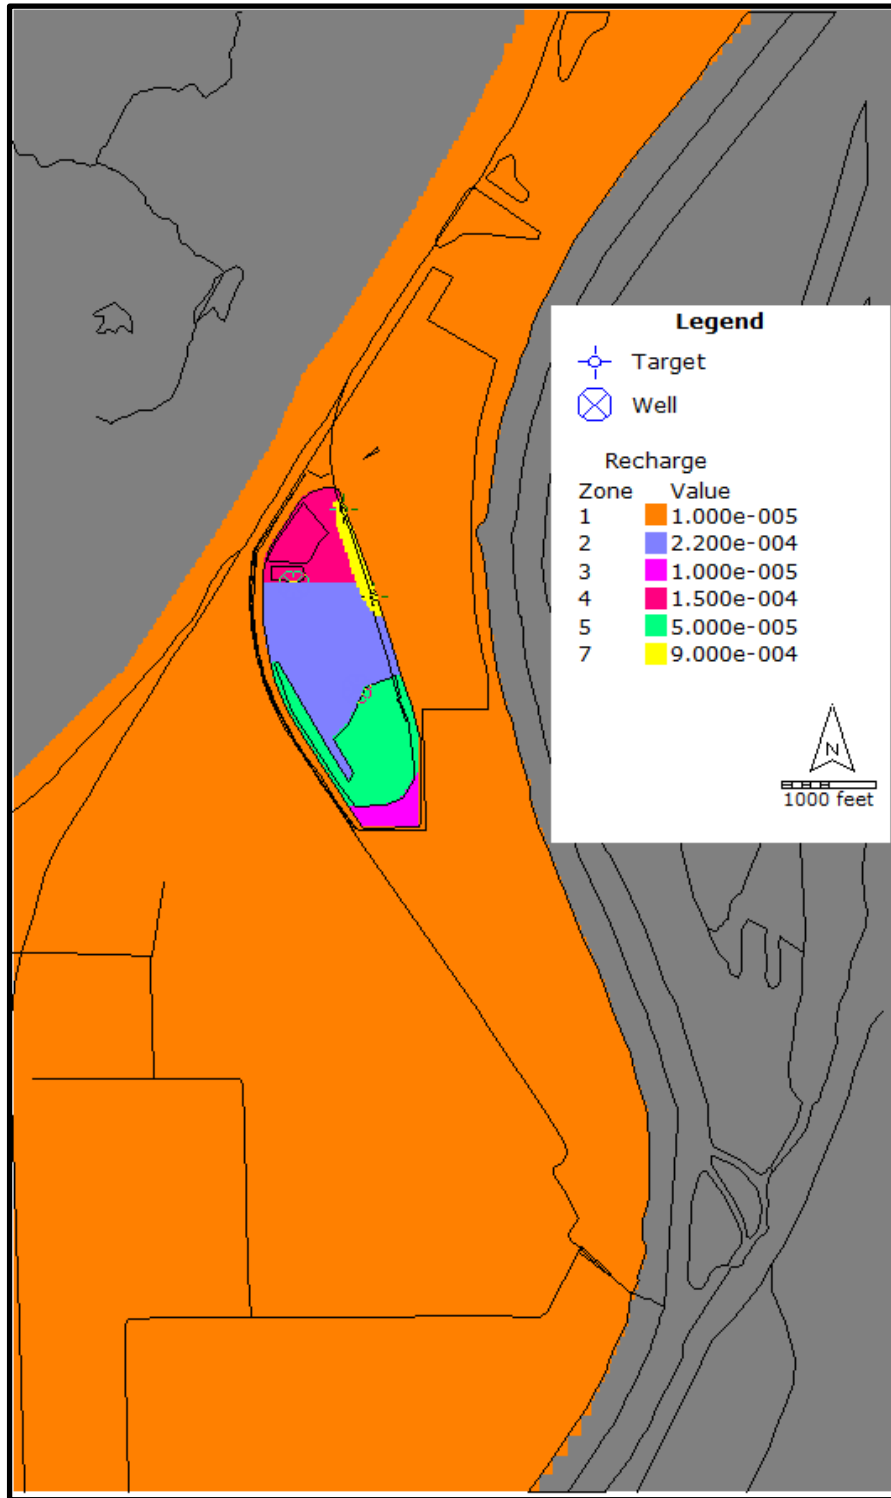 Legend
Target
Well
Recharge
Zone Value
1 1.000e-005
2 2.200e-004
3 1.000e-005
4 1.500e-004
5 5.000e-005
7 9.000e-004
N
1000 feet